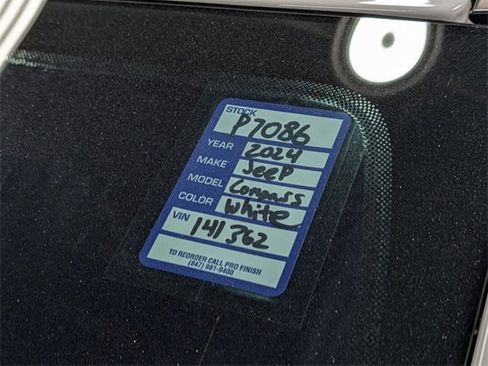 STOCK P7086
YEAR 2024
MAKE Jeep
MODEL Compass
COLOR White
VIN 141362
TO REORDER CALL PRO FINISH
(847) 981-9400